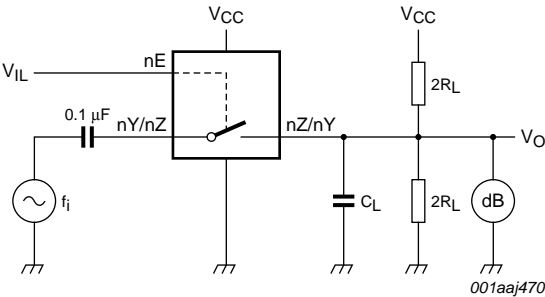 VCC
VCC
VIL
nE
2RL
0.1 µF
nY/nZ
nZ/nY
VO
fi
CL
2RL
dB
001aaj470